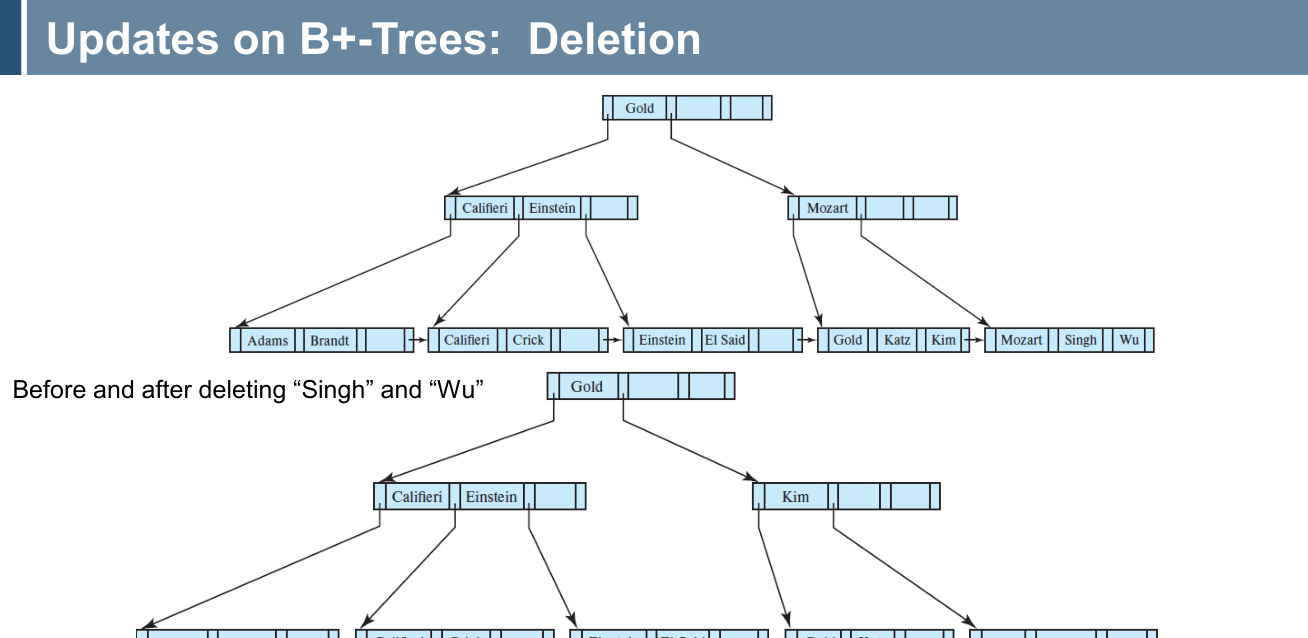 Updates on B+-Trees: Deletion
Gold
Califieri Einstein
Mozart
Adams Brandt
Califieri Crick
Einstein El Said
Gold Katz Kim
Mozart Singh Wu
Before and after deleting “Singh” and “Wu”
Gold
Califieri Einstein
Kim